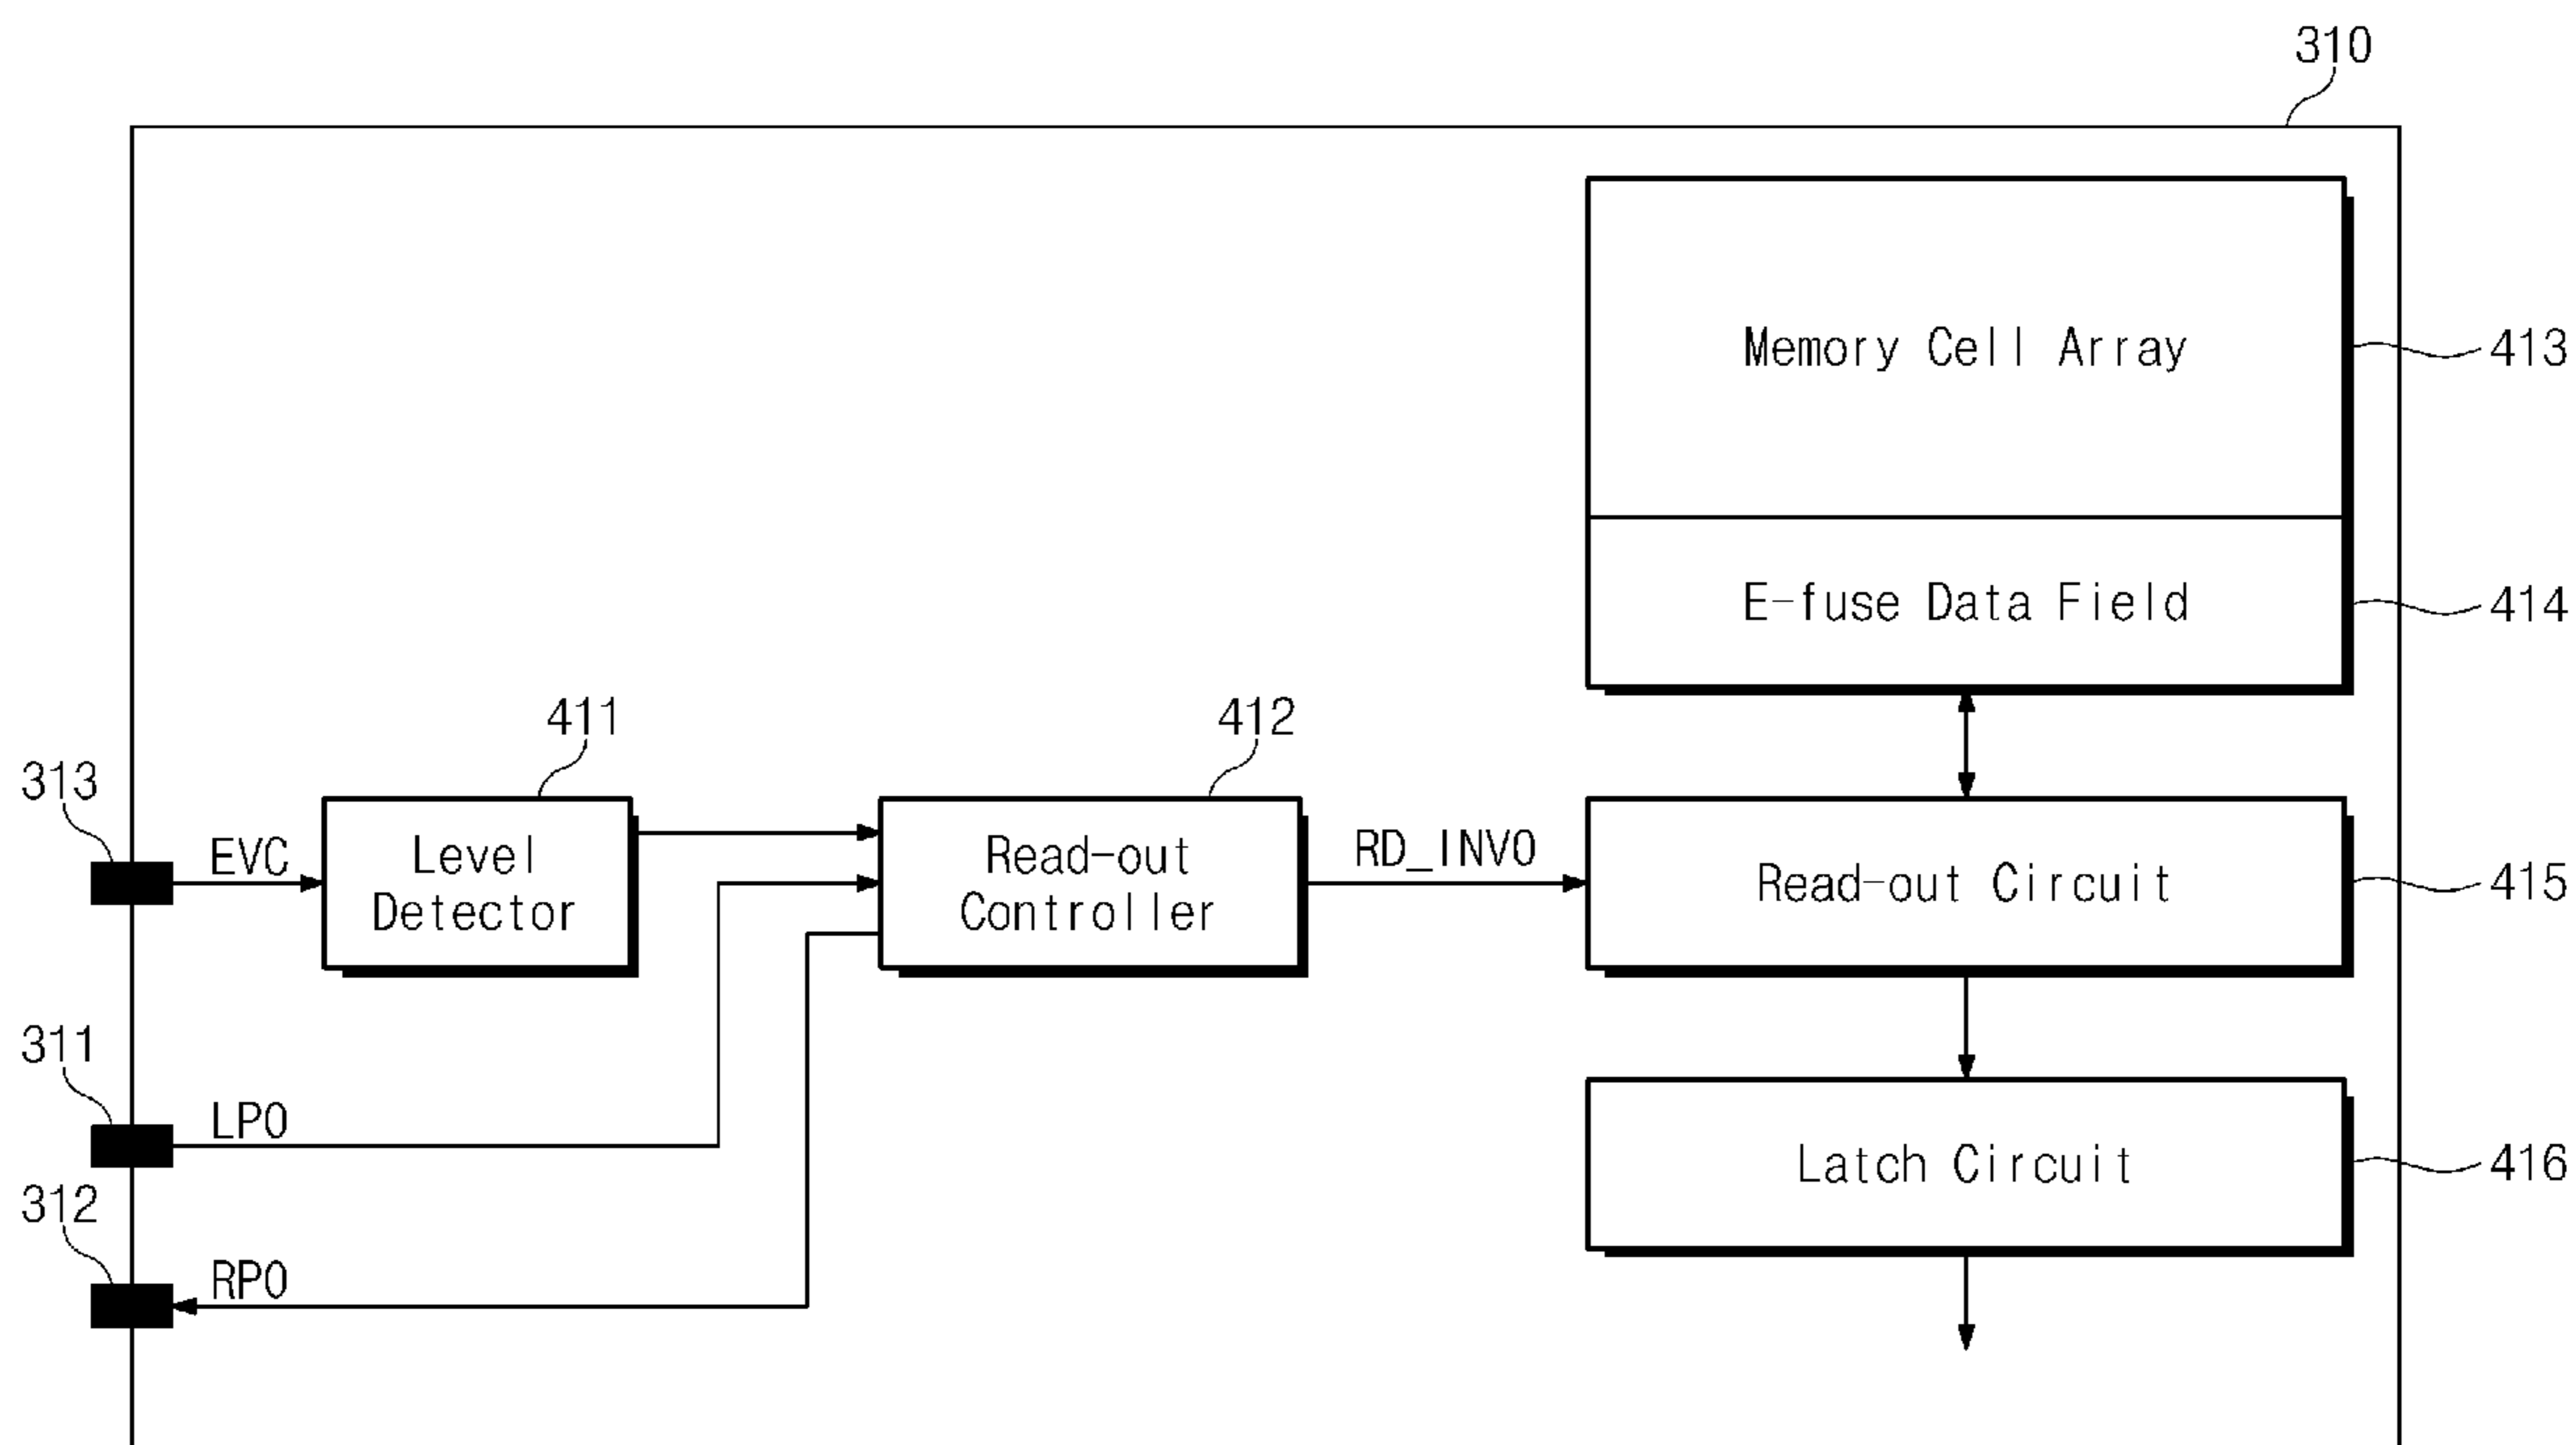 310
Memory Cell Array
413
E-fuse Data Field
414
411
412
313
EVC
Level
Detector
Read-out
Controller
RD_INV0
Read-out Circuit
415
311
LP0
Latch Circuit
416
312
RP0